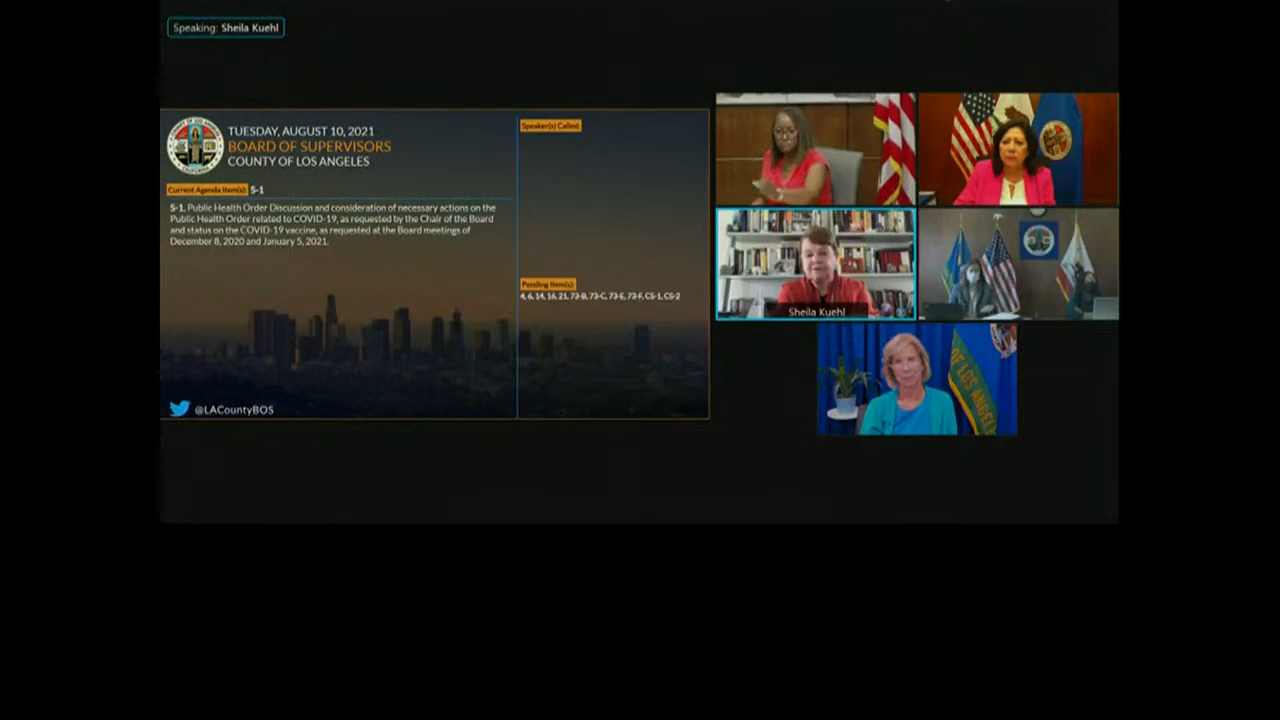 Speaking: Sheila Kuehl
TUESDAY, AUGUST 10, 2021
BOARD OF SUPERVISORS
COUNTY OF LOS ANGELES
Current Agenda Item(s): S-1
S-1. Public Health Order Discussion and consideration of necessary actions on the
Public Health Order related to COVID-19, as requested by the Chair of the Board
and status on the COVID-19 vaccine, as requested at the Board meetings of
December 8, 2020 and January 5, 2021.
@LACountyBOS
Speaker(s) Called:
Pending Item(s):
4, 6, 14, 16, 21, 73-B, 73-C, 73-E, 73-F, CS-1, CS-2
Sheila Kuehl
OF LOS ANGELES